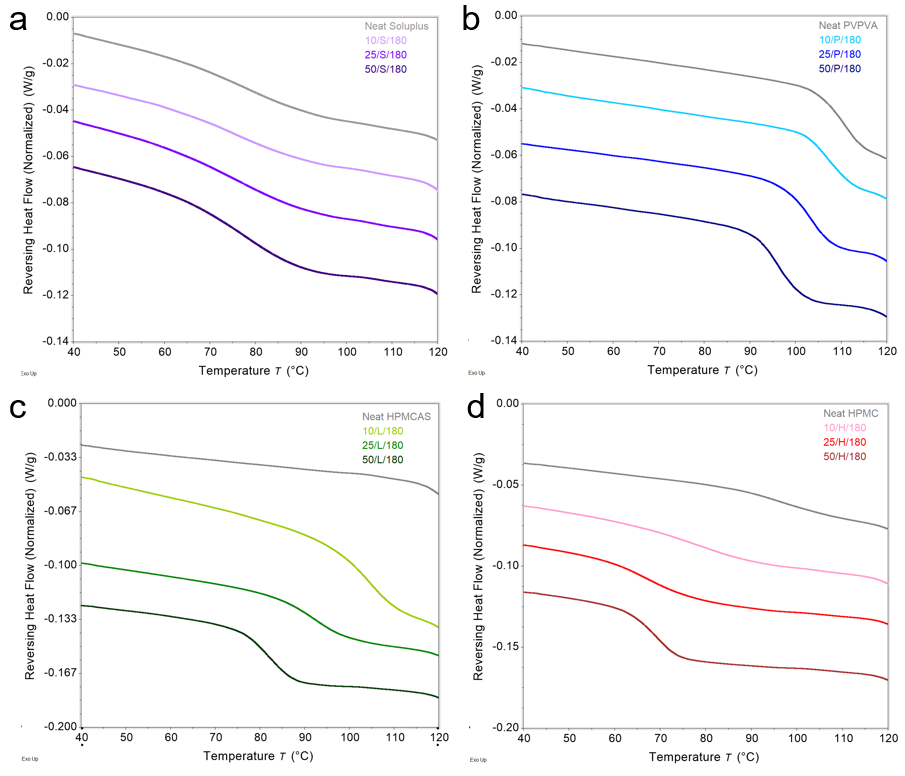 a
Neat Soluplus
10/S/180
25/S/180
50/S/180
0.00
-0.02
-0.04
-0.06
-0.08
-0.10
-0.12
-0.14
Reversing Heat Flow (Normalized) (W/g)
40 50 60 70 80 90 100 110 120
Temperature T (°C)
Exo Up
b
Neat PVPVA
10/P/180
25/P/180
50/P/180
0.00
-0.02
-0.04
-0.06
-0.08
-0.10
-0.12
-0.14
Reversing Heat Flow (Normalized) (W/g)
40 50 60 70 80 90 100 110 120
Temperature T (°C)
Exo Up
c
Neat HPMCAS
10/L/180
25/L/180
50/L/180
0.000
-0.033
-0.067
-0.100
-0.133
-0.167
-0.200
Reversing Heat Flow (Normalized) (W/g)
40 50 60 70 80 90 100 110 120
Temperature T (°C)
Exo Up
d
Neat HPMC
10/H/180
25/H/180
50/H/180
0.00
-0.05
-0.10
-0.15
-0.20
Reversing Heat Flow (Normalized) (W/g)
40 50 60 70 80 90 100 110 120
Temperature T (°C)
Exo Up